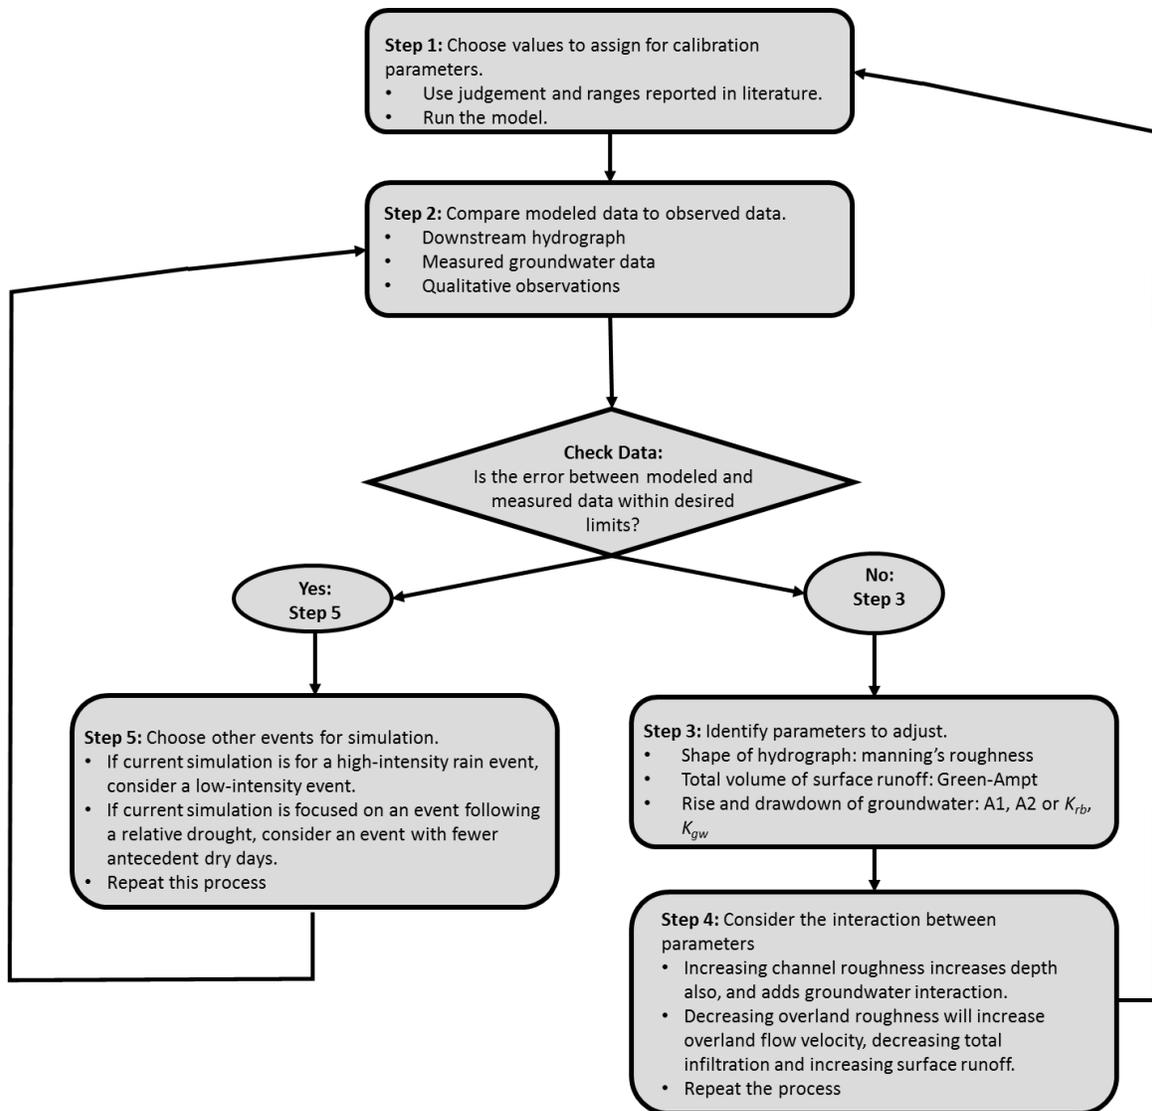 Step 1: Choose values to assign for calibration
parameters.
• Use judgement and ranges reported in literature.
• Run the model.
Step 2: Compare modeled data to observed data.
• Downstream hydrograph
• Measured groundwater data
• Qualitative observations
Check Data:
Is the error between modeled and
measured data within desired
limits?
Yes:
Step 5
No:
Step 3
Step 5: Choose other events for simulation.
• If current simulation is for a high-intensity rain event,
consider a low-intensity event.
• If current simulation is focused on an event following
a relative drought, consider an event with fewer
antecedent dry days.
• Repeat this process
Step 3: Identify parameters to adjust.
• Shape of hydrograph: manning's roughness
• Total volume of surface runoff: Green-Ampt
• Rise and drawdown of groundwater: A1, A2 or Krb,
Kgw
Step 4: Consider the interaction between
parameters
• Increasing channel roughness increases depth
also, and adds groundwater interaction.
• Decreasing overland roughness will increase
overland flow velocity, decreasing total
infiltration and increasing surface runoff.
• Repeat the process